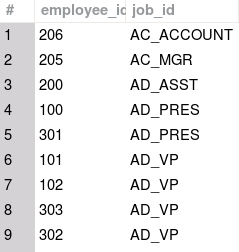 # employee_ic job_id
1 206 AC_ACCOUNT
2 205 AC_MGR
3 200 AD_ASST
4 100 AD_PRES
5 301 AD_PRES
6 101 AD_VP
7 102 AD_VP
8 303 AD_VP
9 302 AD_VP